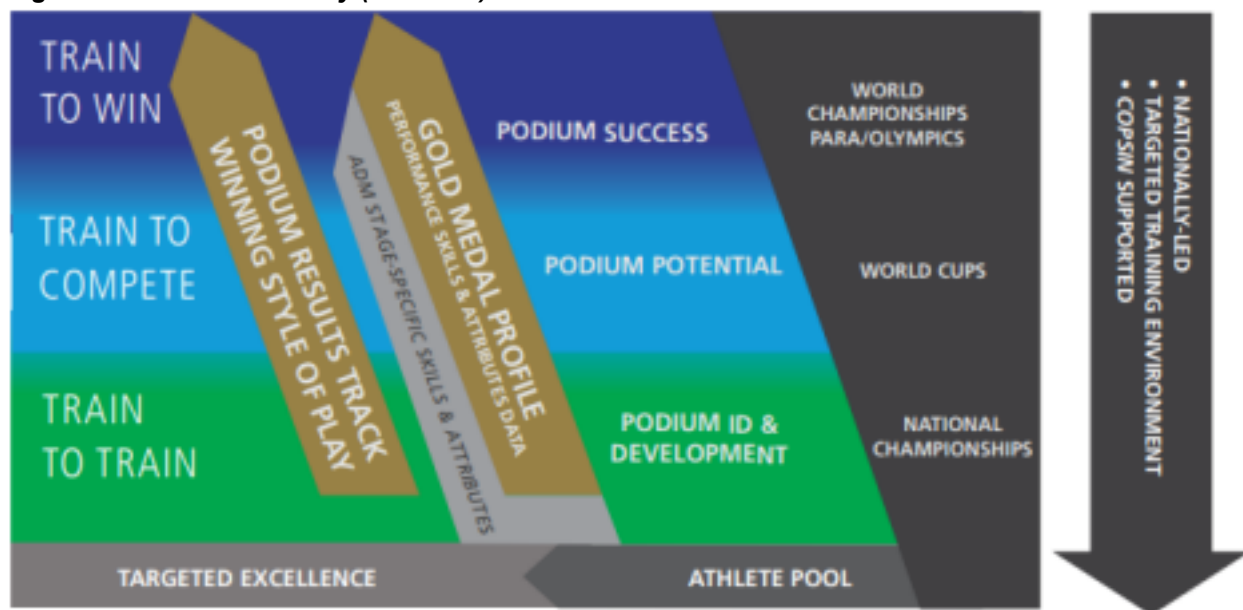 TRAIN
TO WIN
TRAIN TO
COMPETE
TRAIN
TO TRAIN
PODIUM RESULTS TRACK
WINNING STYLE OF PLAY
ADM STAGE-SPECIFIC SKILLS & ATTRIBUTES
GOLD MEDAL PROFILE
PERFORMANCE SKILLS & ATTRIBUTES DATA
PODIUM SUCCESS
PODIUM POTENTIAL
PODIUM ID &
DEVELOPMENT
WORLD
CHAMPIONSHIPS
PARA/OLYMPICS
WORLD CUPS
NATIONAL
CHAMPIONSHIPS
• NATIONALLY-LED
• TARGETED TRAINING ENVIRONMENT
• COPSIN SUPPORTED
TARGETED EXCELLENCE
ATHLETE POOL